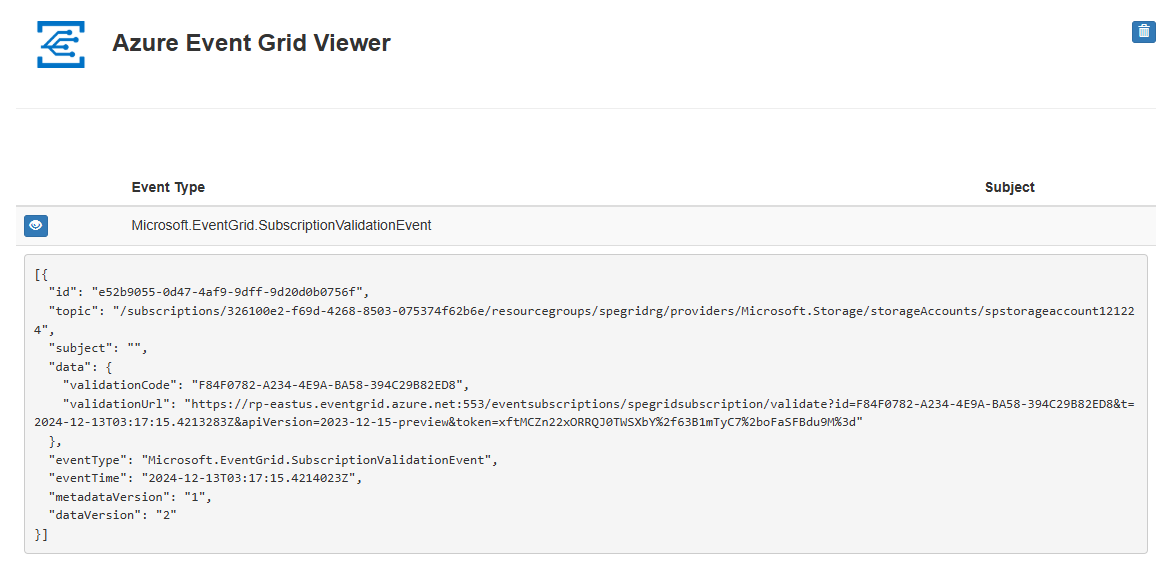 Azure Event Grid Viewer
Event Type Subject
Microsoft.EventGrid.SubscriptionValidationEvent
[{
  "id": "e52b9055-0d47-4af9-9dff-9d20d0b0756f",
  "topic": "/subscriptions/326100e2-f69d-4268-8503-075374f62b6e/resourcegroups/spegridrg/providers/Microsoft.Storage/storageAccounts/spstorageaccount12122
4",
  "subject": "",
  "data": {
    "validationCode": "F84F0782-A234-4E9A-BA58-394C29B82ED8",
    "validationUrl": "https://rp-eastus.eventgrid.azure.net:553/eventsubscriptions/spegridsubscription/validate?id=F84F0782-A234-4E9A-BA58-394C29B82ED8&t=
2024-12-13T03:17:15.4213283Z&apiVersion=2023-12-15-preview&token=xftMCZn22xORRQJ0TWSXbY%2f63B1mTyC7%2boFaSFBdu9M%3d"
  },
  "eventType": "Microsoft.EventGrid.SubscriptionValidationEvent",
  "eventTime": "2024-12-13T03:17:15.4214023Z",
  "metadataVersion": "1",
  "dataVersion": "2"
}]